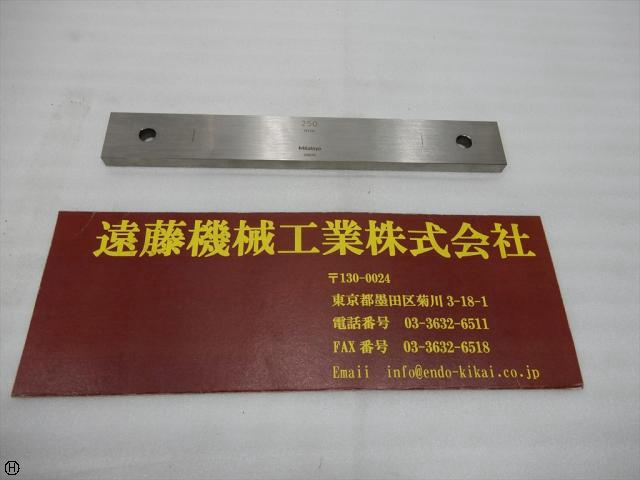 250
Mitutoyo
遠藤機械工業株式会社
〒130-0024
東京都墨田区菊川 3-18-1
電話番号 03-3632-6511
FAX 番号 03-3632-6518
Emaii info@endo-kikai.co.jp
H